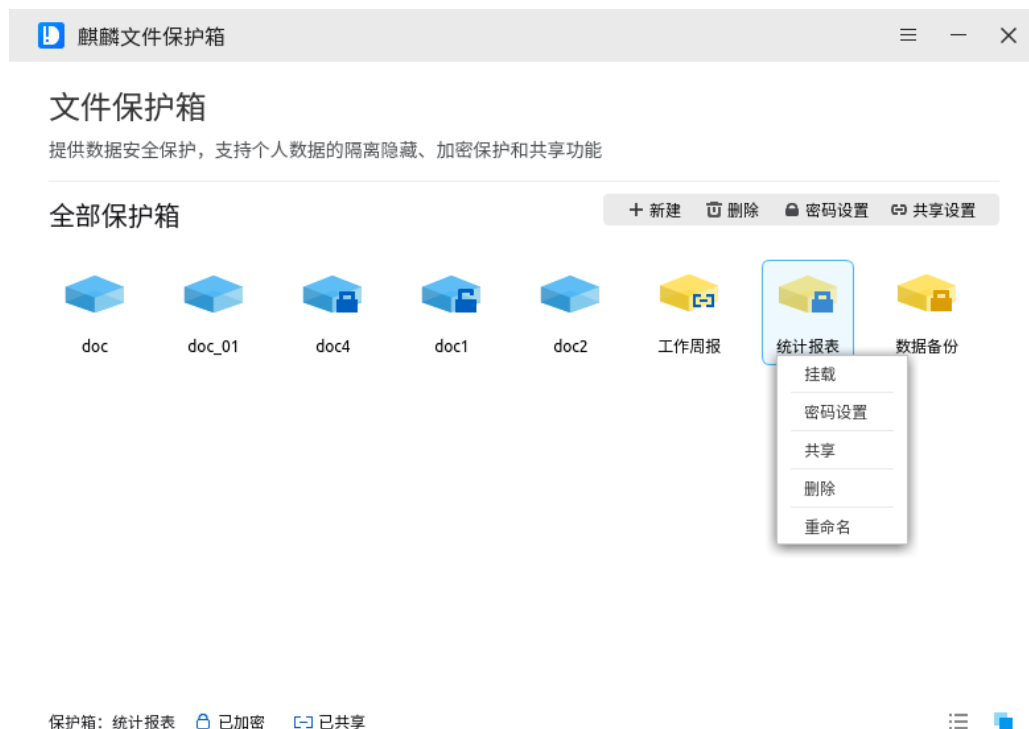 麒麟文件保护箱
文件保护箱
提供数据安全保护，支持个人数据的隔离隐藏、加密保护和共享功能
全部保护箱
新建 删除 密码设置 共享设置
doc doc_01 doc4 doc1 doc2 工作周报 统计报表 数据备份
挂载
密码设置
共享
删除
重命名
保护箱：统计报表 已加密 已共享